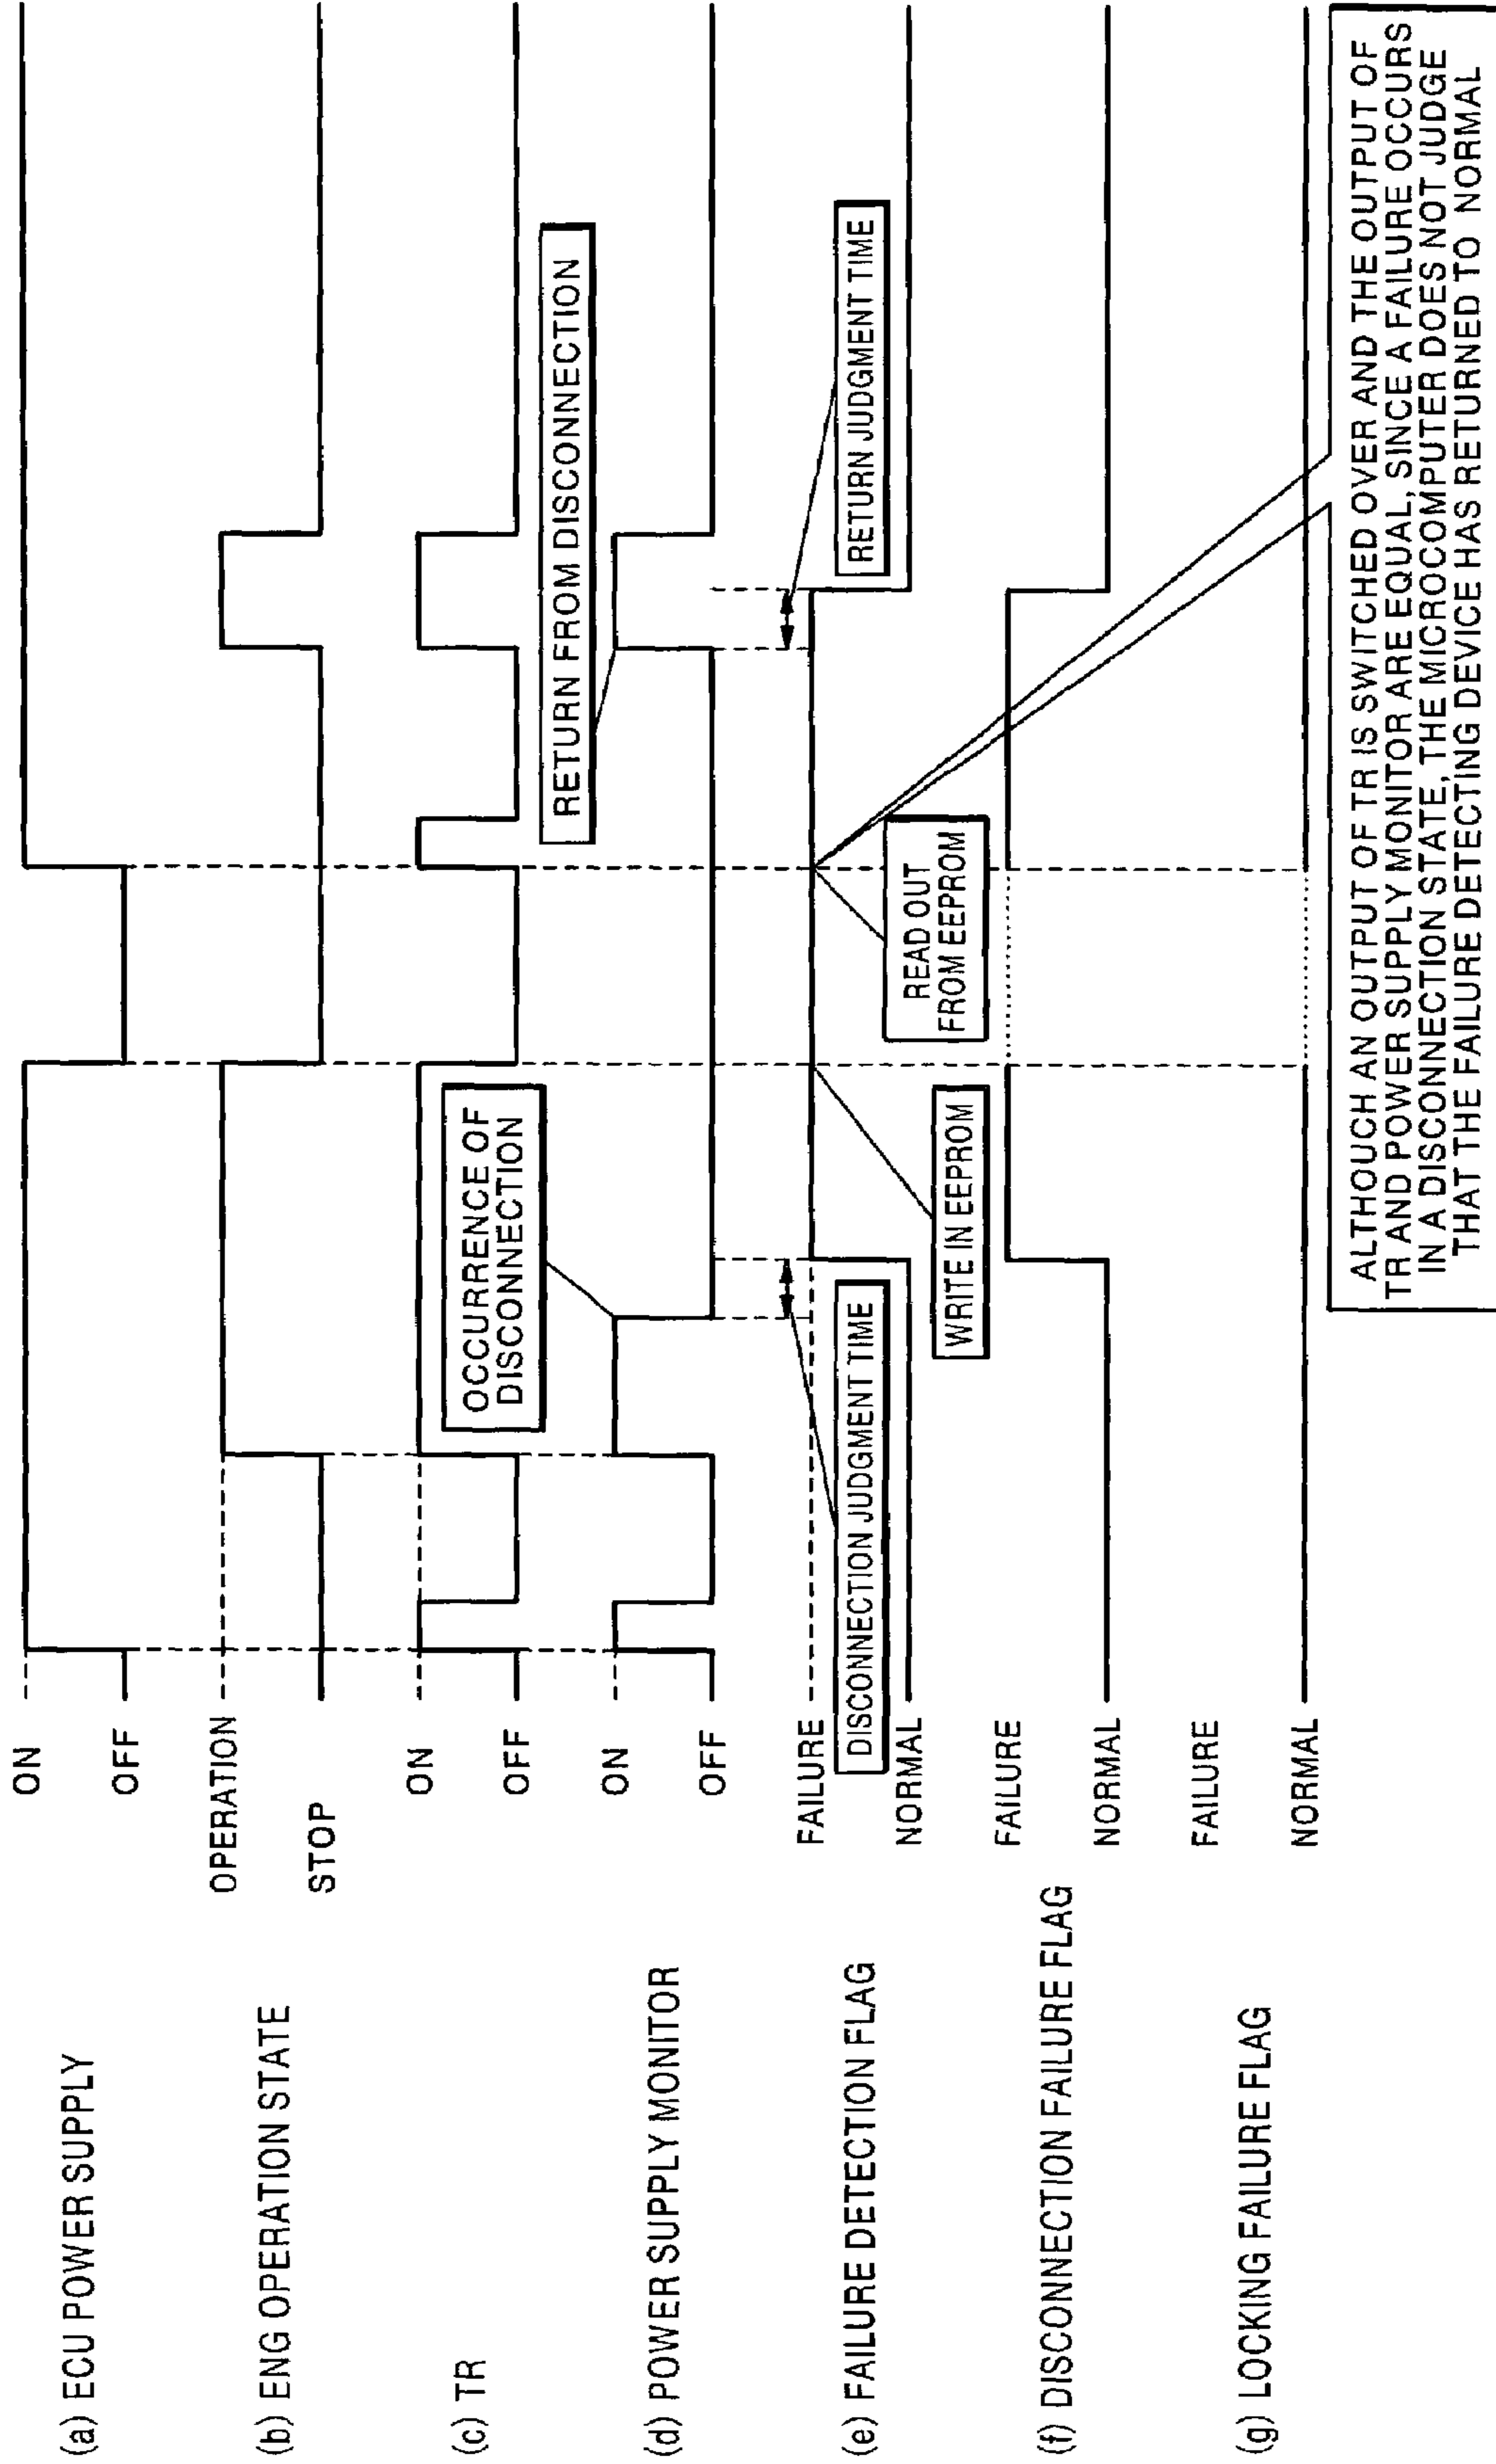 (a) ECU POWER SUPPLY
ON
OFF
(b) ENG OPERATION STATE
OPERATION
STOP
(c) TR
ON
OFF
OCCURRENCE OF
DISCONNECTION
RETURN FROM DISCONNECTION
(d) POWER SUPPLY MONITOR
ON
OFF
(e) FAILURE DETECTION FLAG
FAILURE
NORMAL
DISCONNECTION JUDGMENT TIME
RETURN JUDGMENT TIME
WRITE IN EEPROM
READ OUT
FROM EEPROM
(f) DISCONNECTION FAILURE FLAG
FAILURE
NORMAL
(g) LOCKING FAILURE FLAG
FAILURE
NORMAL
ALTHOUCH AN OUTPUT OF TR IS SWITCHED OVER AND THE OUTPUT OF
TR AND POWER SUPPLY MONITOR ARE EQUAL, SINCE A FAILURE OCCURS
IN A DISCONNECTION STATE, THE MICROCOMPUTER DOES NOT JUDGE
THAT THE FAILURE DETECTING DEVICE HAS RETURNED TO NORMAL